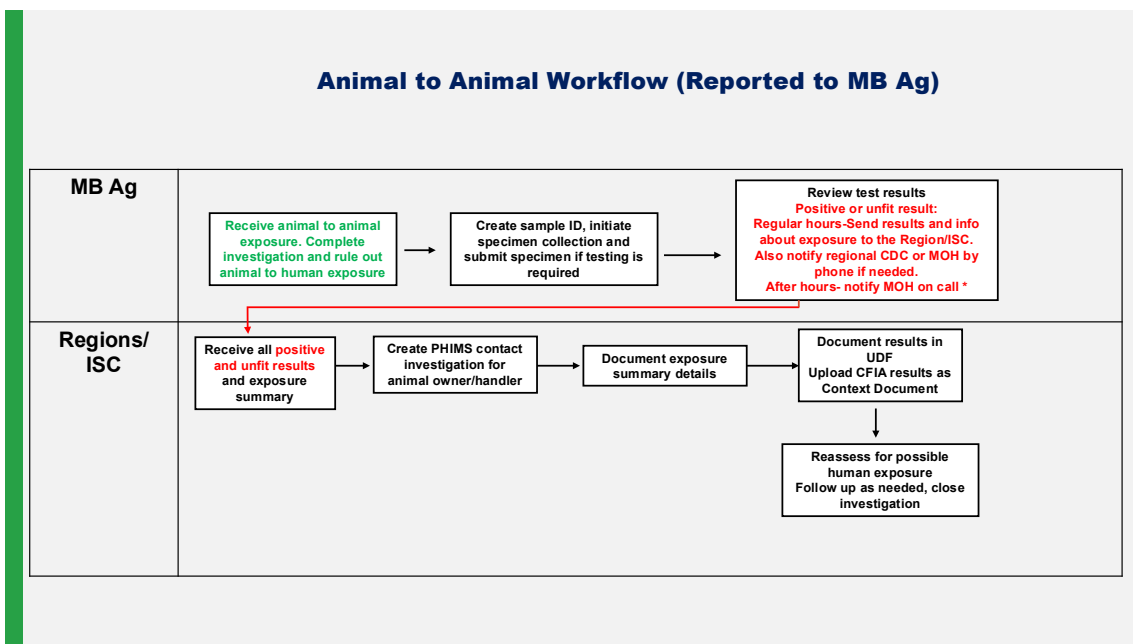 Animal to Animal Workflow (Reported to MB Ag)
MB Ag
Receive animal to animal
exposure. Complete
investigation and rule out
animal to human exposure
Create sample ID, initiate
specimen collection and
submit specimen if testing is
required
Review test results
Positive or unfit result:
Regular hours-Send results and info
about exposure to the Region/ISC.
Also notify regional CDC or MOH by
phone if needed.
After hours- notify MOH on call *
Regions/
ISC
Receive all positive
and unfit results
and exposure
summary
Create PHIMS contact
investigation for
animal owner/handler
Document exposure
summary details
Document results in
UDF
Upload CFIA results as
Context Document
Reassess for possible
human exposure
Follow up as needed, close
investigation